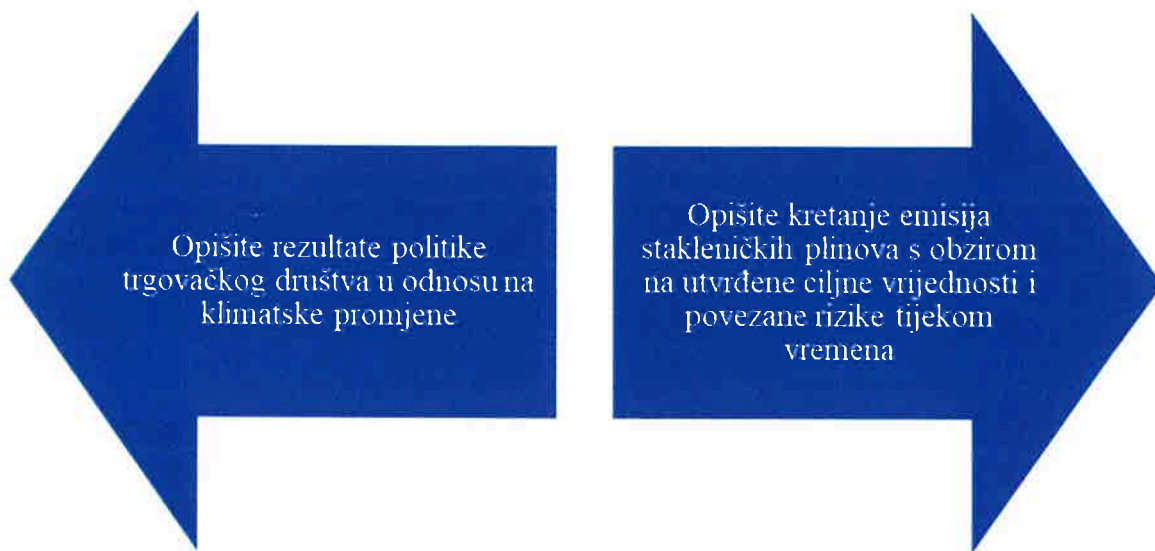 Opišite rezultate politike
trgovačkog društva u odnosu na
klimatske promjene
Opišite kretanje emisija
stakleničkih plinova s obzirom
na utvrđene ciljne vrijednosti i
povezane rizike tijekom
vremena